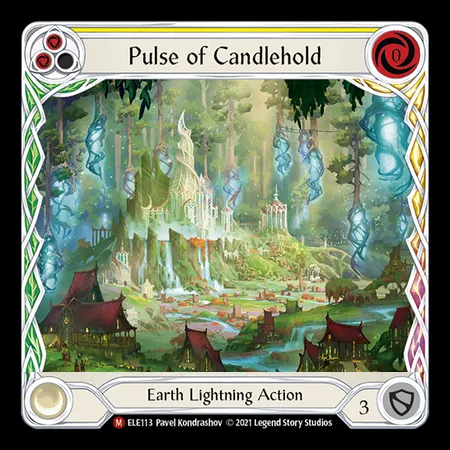 Pulse of Candlehold
0
Earth Lightning Action
3
M ELE113 Pavel Kondrashov © 2021 Legend Story Studios